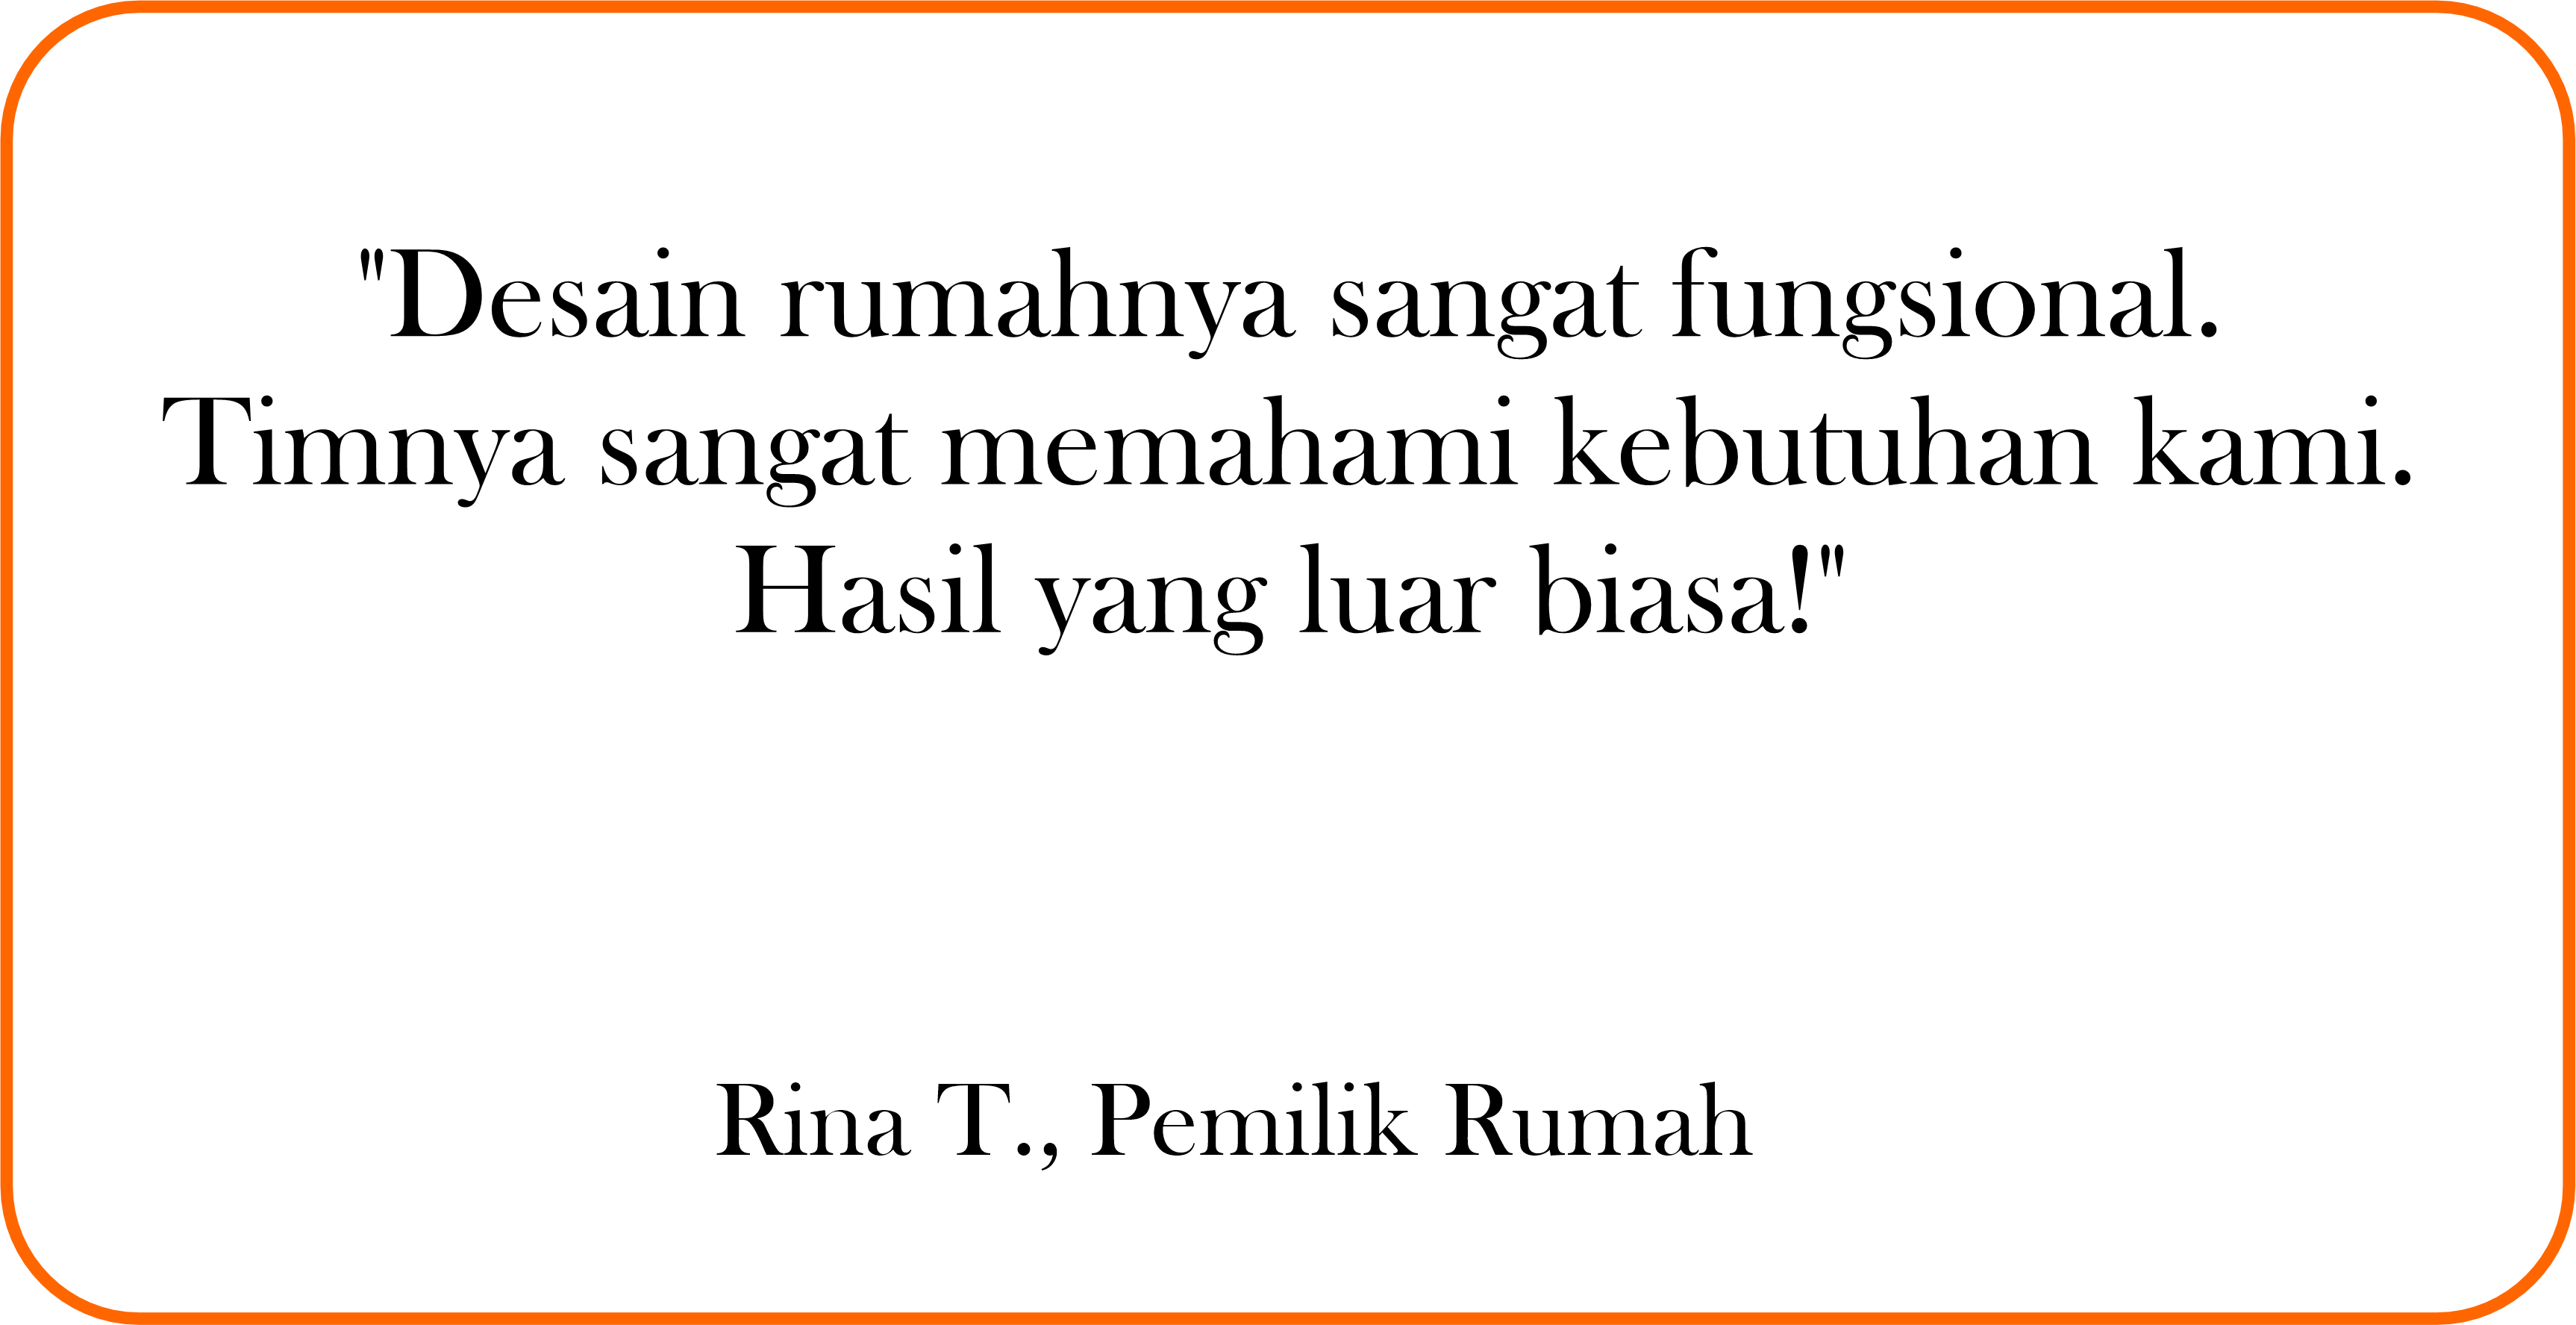 "Desain rumahnya sangat fungsional.
Timnya sangat memahami kebutuhan kami.
Hasil yang luar biasa!"
Rina T., Pemilik Rumah